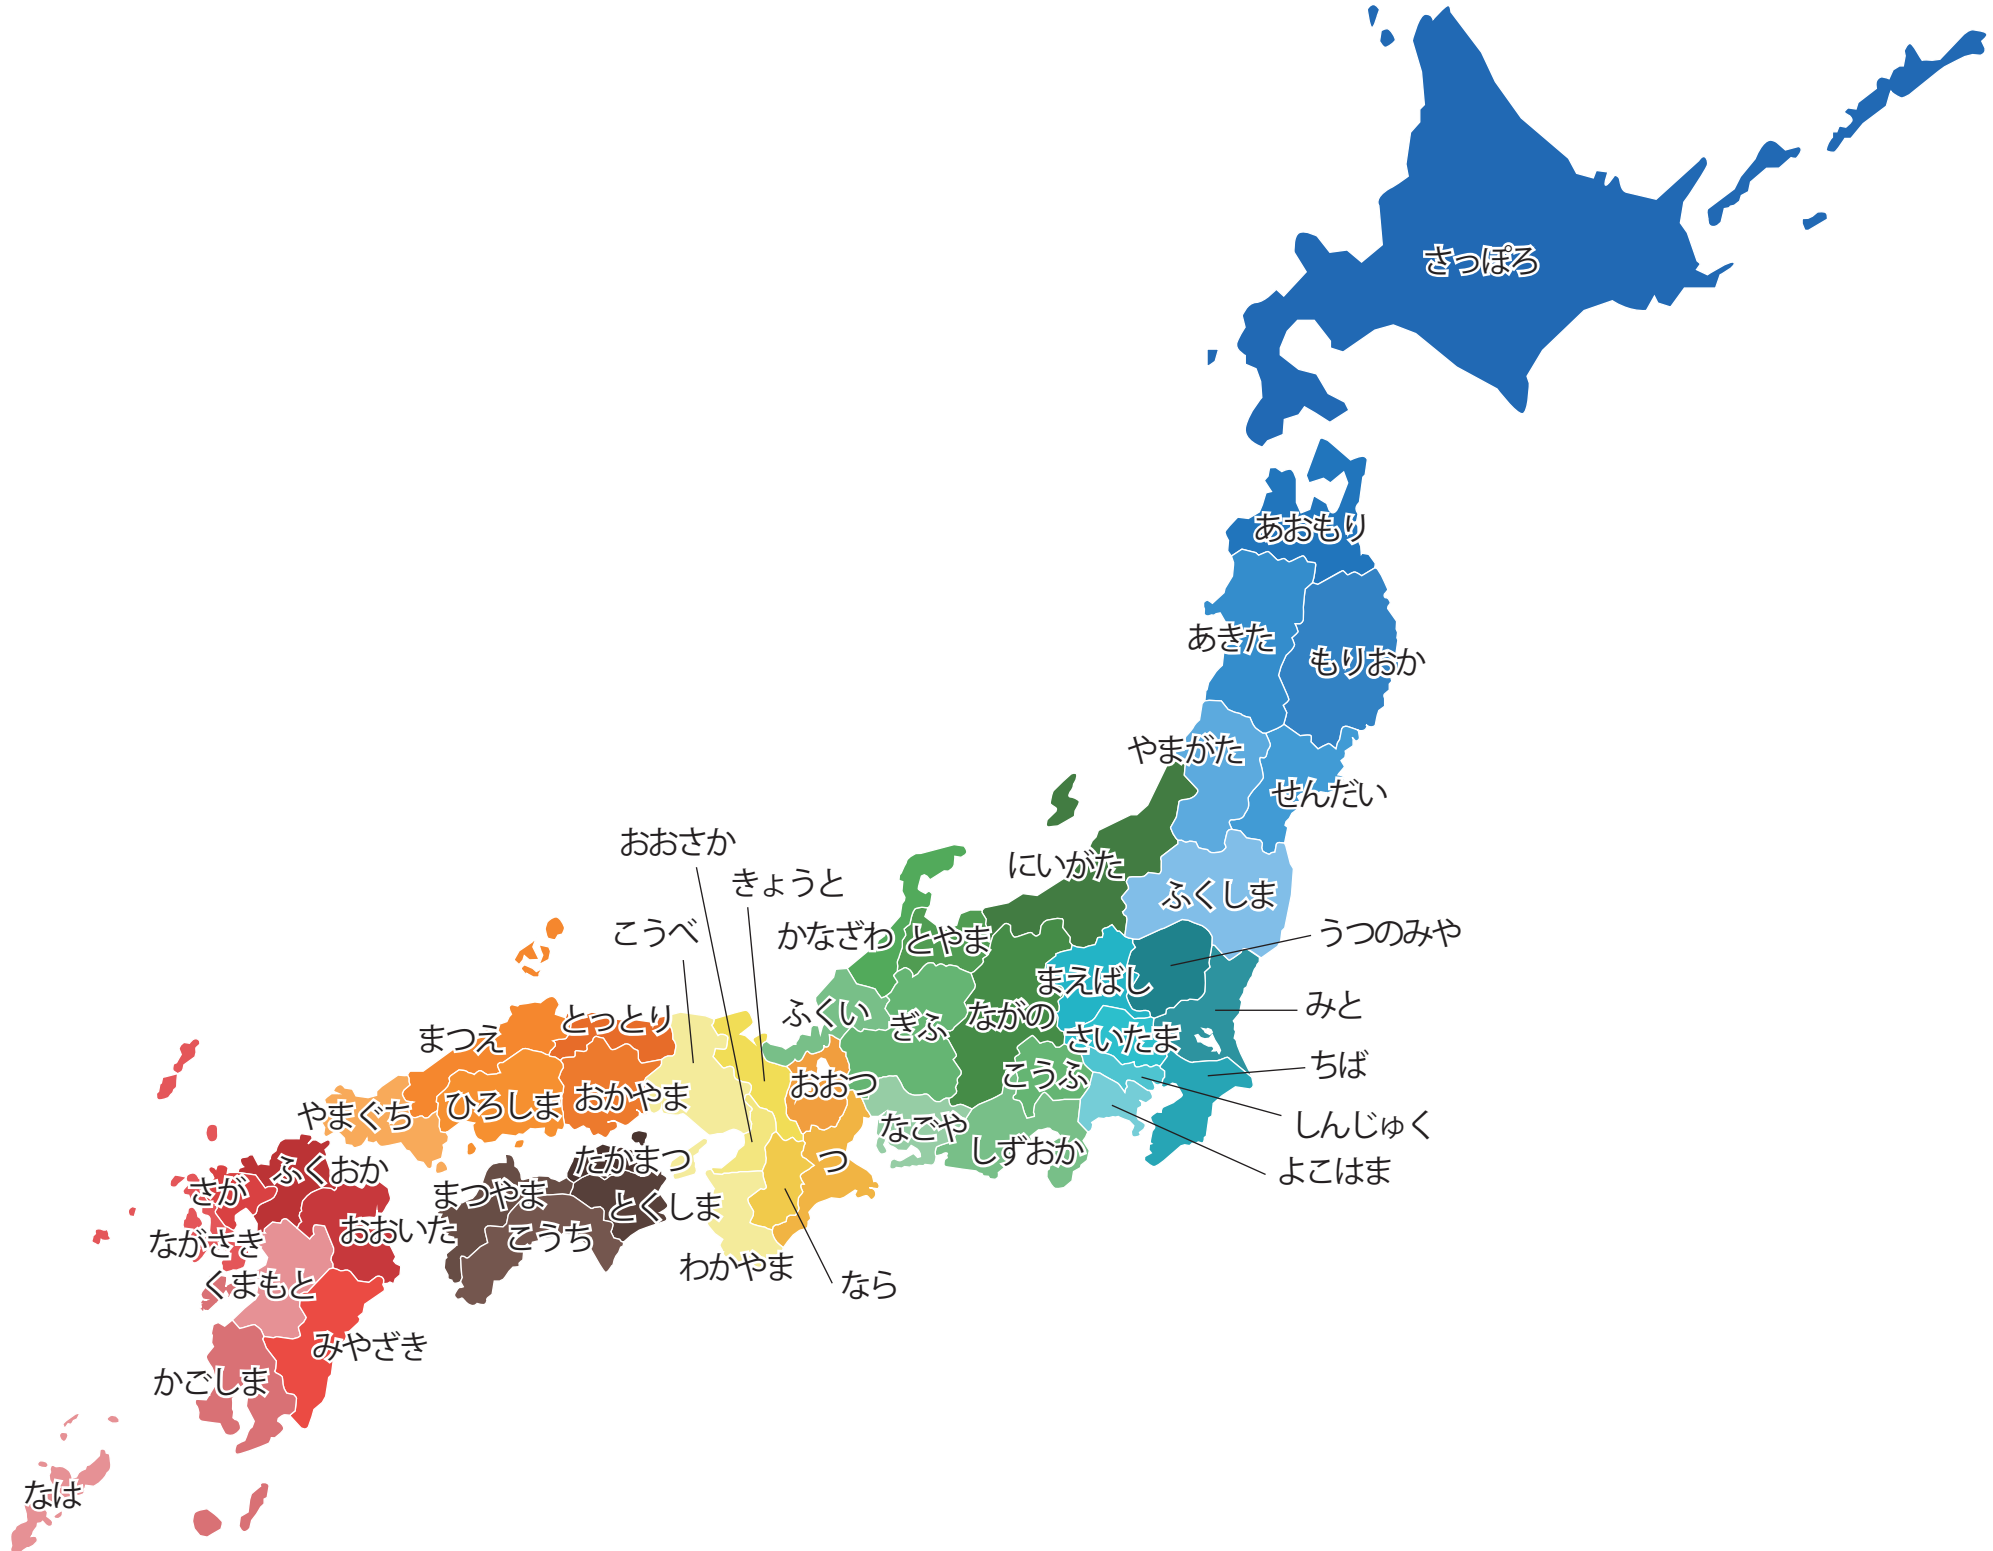 さっぽろ
あおもり
あきた
もりおか
やまがた
せんだい
おおさか
にいがた
きょうと
ふくしま
こうべ
かなざわ
とやま
うつのみや
まえばし
みと
とっとり
ふくい
ぎふ
ながの
まつえ
さいたま
ちば
こうふ
おおつ
おかやま
ひろしま
やまぐち
しんじゅく
なごや
しずおか
たかまつ
つ
ふくおか
よこはま
さが
まつやま
とくしま
おおいた
こうち
ながさき
わかやま
くまもと
なら
みやざき
かごしま
なは